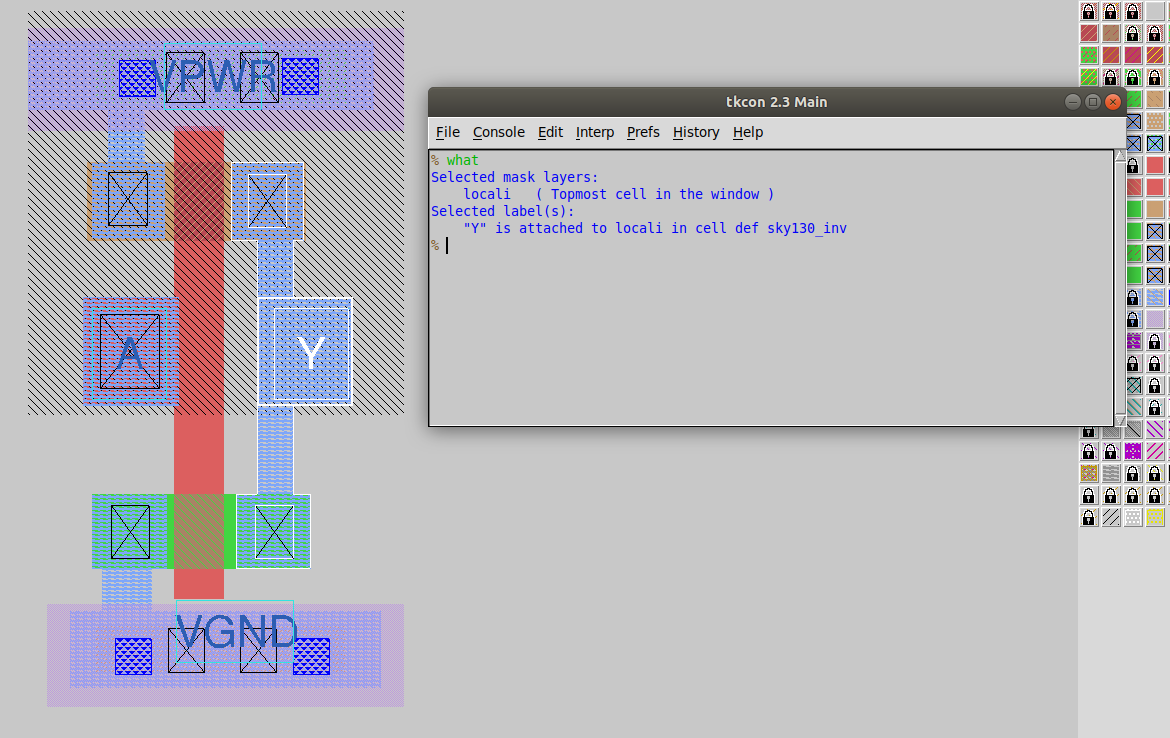 VPWR
tkcon 2.3 Main
File Console Edit Interp Prefs History Help
% what
Selected mask layers:
    locali   ( Topmost cell in the window )
Selected label(s):
    "Y" is attached to locali in cell def sky130_inv
%
A
Y
VGND